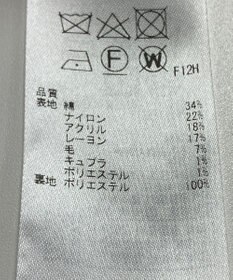 F
W
F12H
品質
表地 綿 34%
ナイロン 22%
アクリル 18%
レーヨン 17%
毛 7%
キュプラ 1%
ポリエステル 1%
裏地 ポリエステル 100%